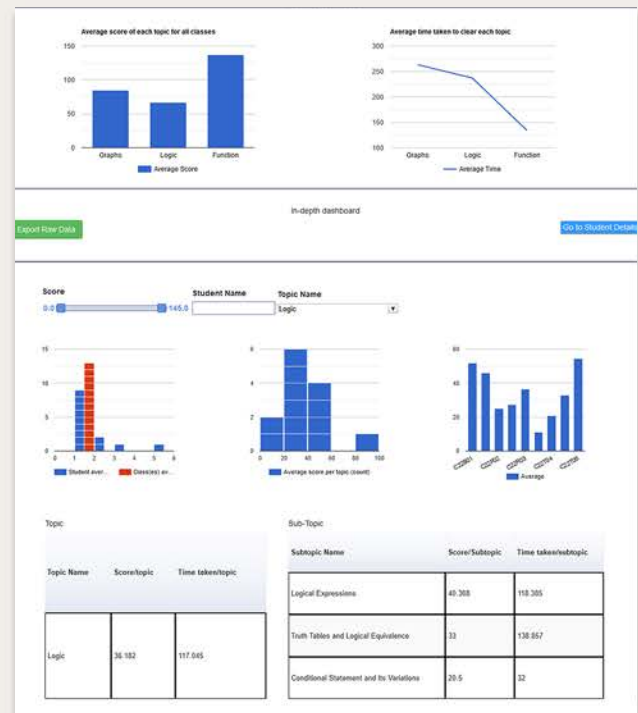 Average score of each topic for all classes
150
100
50
0
Graphs Logic Function
Average Score
Average time taken to clear each topic
300
250
200
150
100
Graphs Logic Function
Average Time
In-depth dashboard
Export Raw Data
Go to Student Details
Score
0.0 145.0
Student Name
Topic Name
Logic
15
10
5
0
0 1 2 3 4 5 6
Student aver... Class(es) av...
6
4
2
0
0 20 40 60 80 100
Average score per topic (count)
60
40
20
0
Average
Topic
Topic Name Score/topic Time taken/topic
Logic 36.182 117.045
Sub-Topic
Subtopic Name Score/Subtopic Time taken/subtopic
Logical Expressions 40.368 118.385
Truth Tables and Logical Equivalence 33 138.857
Conditional Statement and Its Variations 20.5 32